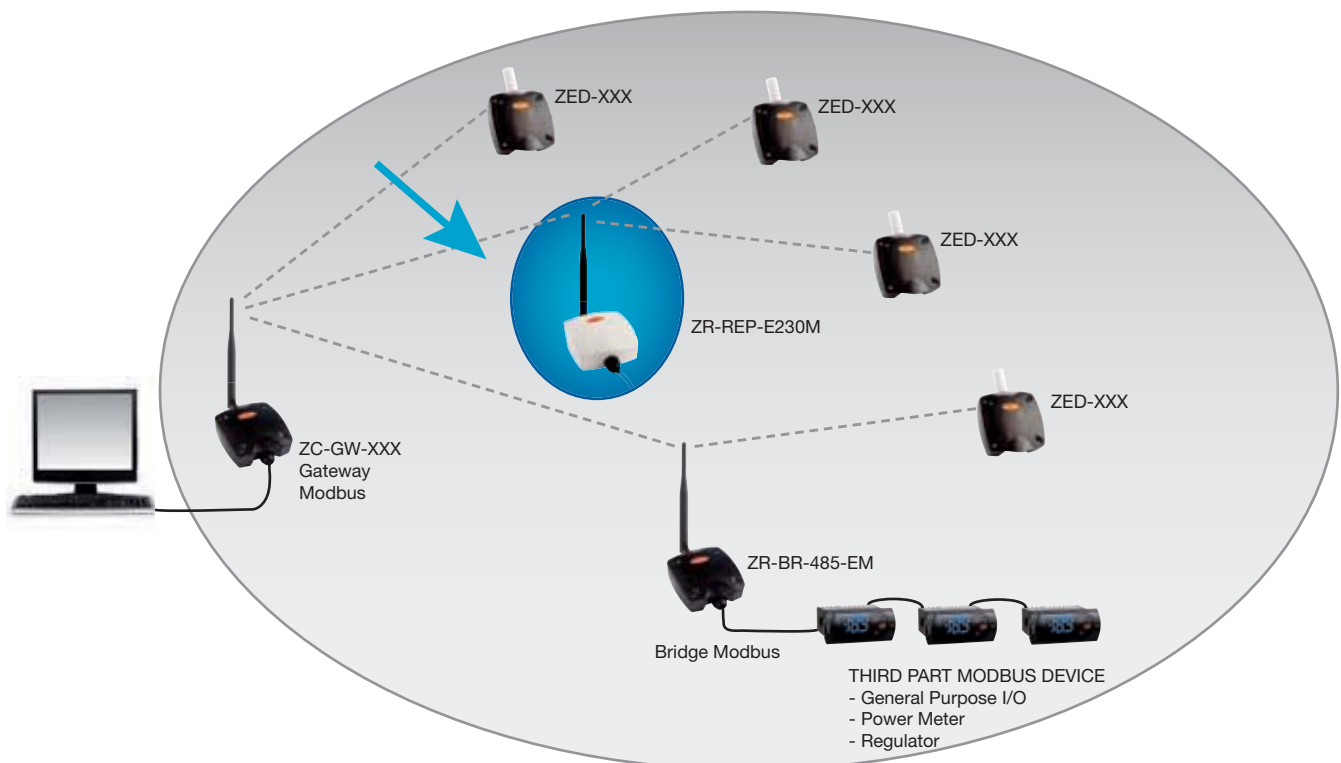 ZED-XXX
ZED-XXX
ZED-XXX
ZR-REP-E230M
ZED-XXX
ZC-GW-XXX
Gateway
Modbus
ZR-BR-485-EM
Bridge Modbus
THIRD PART MODBUS DEVICE
- General Purpose I/O
- Power Meter
- Regulator